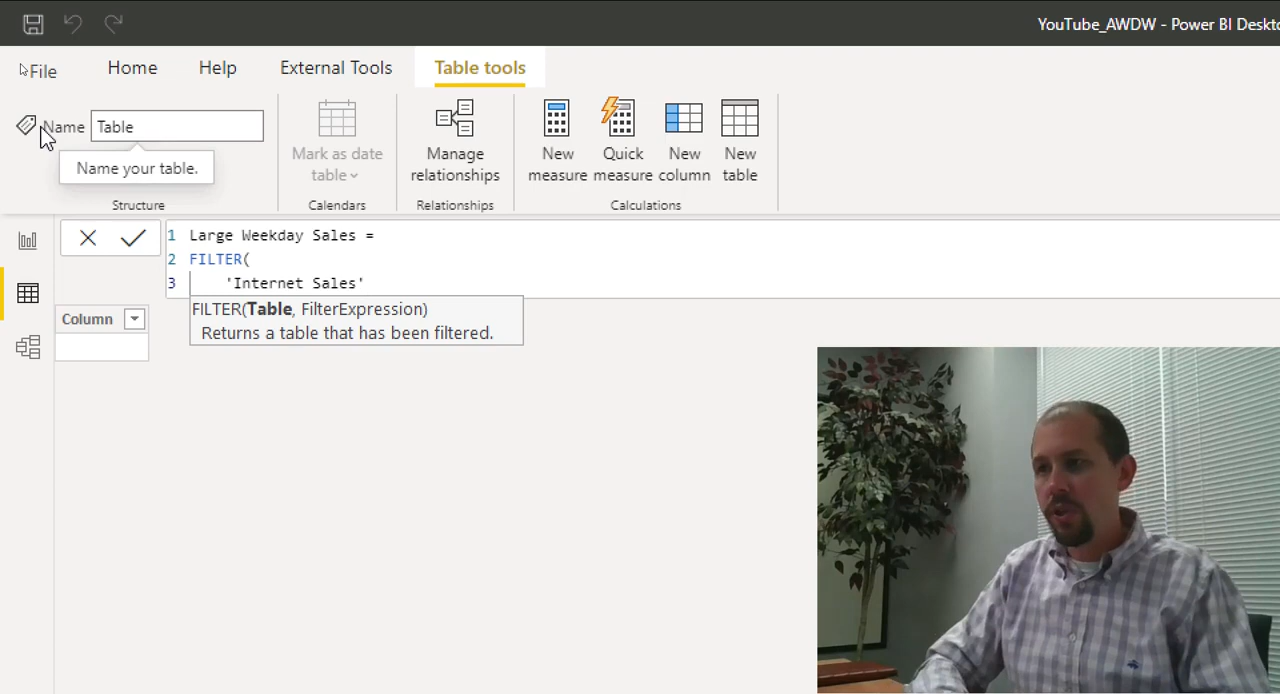 YouTube_AWDW - Power BI Deskto
File Home Help External Tools Table tools
Name Table
Name your table.
Mark as date table
Manage relationships
New measure
Quick measure
New column
New table
Structure Calendars Relationships Calculations
1 Large Weekday Sales =
2 FILTER(
3 'Internet Sales'
FILTER(Table, FilterExpression)
Returns a table that has been filtered.
Column